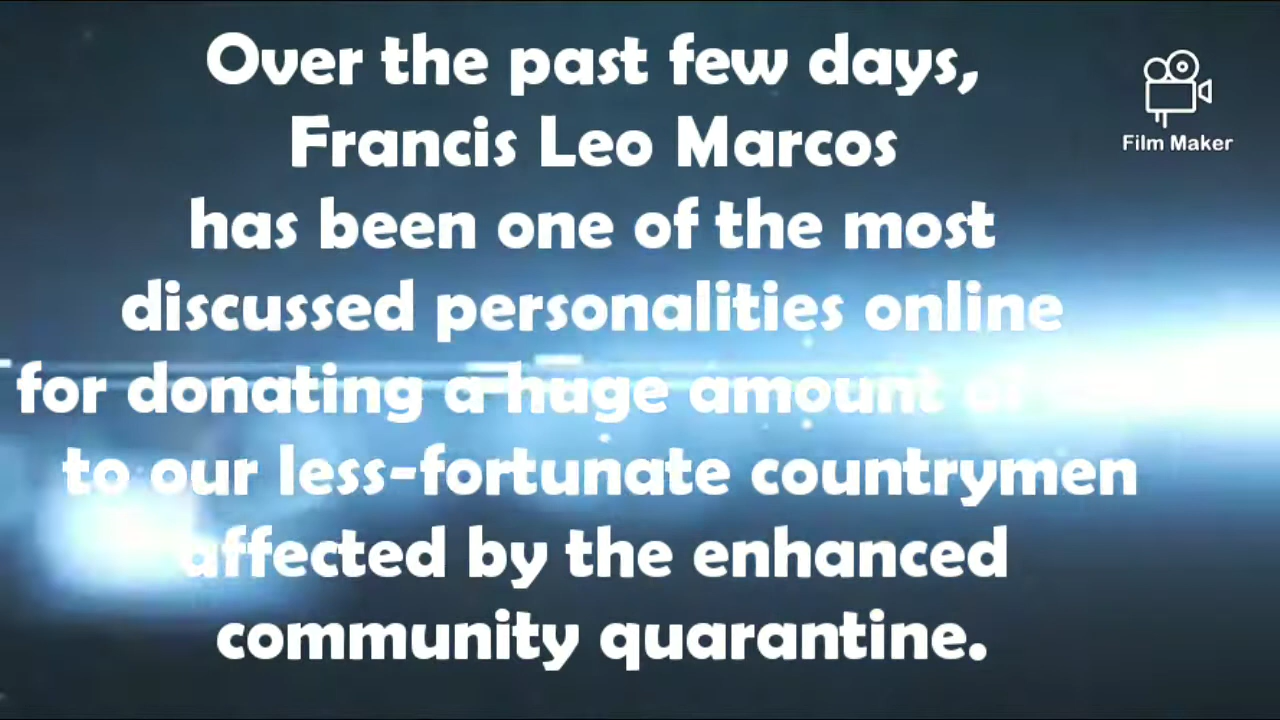 Over the past few days,
Francis Leo Marcos
has been one of the most
discussed personalities online
for donating a huge amount of
to our less-fortunate countrymen
affected by the enhanced
community quarantine.
Film Maker